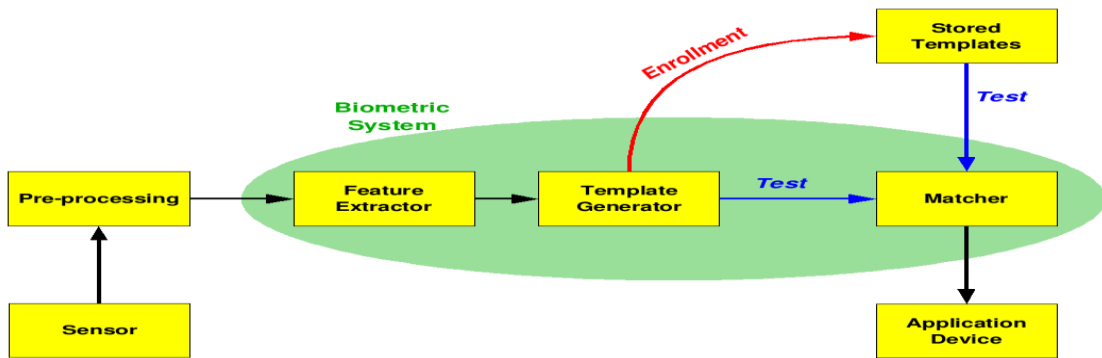 Stored
Templates
Enrollment
Test
Biometric
System
Pre-processing
Feature
Extractor
Template
Generator
Test
Matcher
Sensor
Application
Device